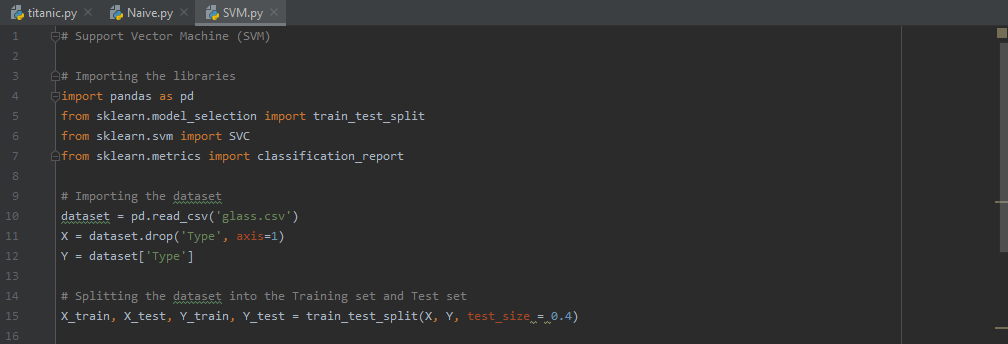 titanic.py Naive.py SVM.py
1 # Support Vector Machine (SVM)
2
3 # Importing the libraries
4 import pandas as pd
5 from sklearn.model_selection import train_test_split
6 from sklearn.svm import SVC
7 from sklearn.metrics import classification_report
8
9 # Importing the dataset
10 dataset = pd.read_csv('glass.csv')
11 X = dataset.drop('Type', axis=1)
12 Y = dataset['Type']
13
14 # Splitting the dataset into the Training set and Test set
15 X_train, X_test, Y_train, Y_test = train_test_split(X, Y, test_size = 0.4)
16